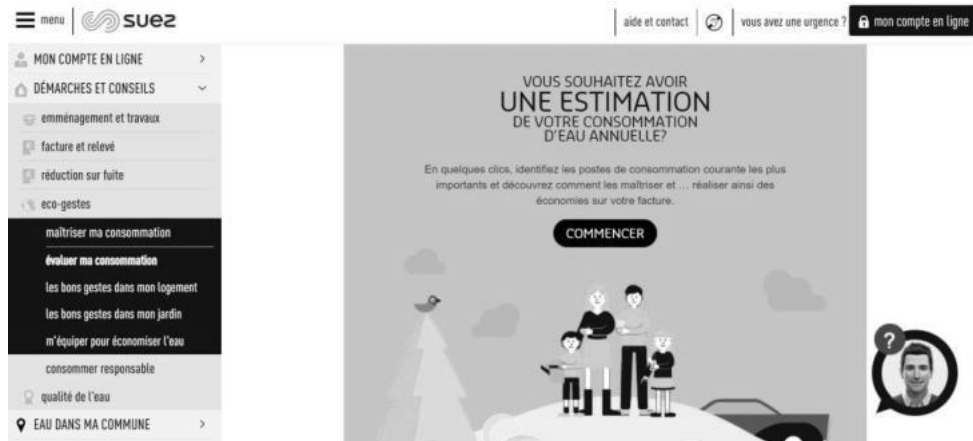 menu
suez
aide et contact
vous avez une urgence ?
mon compte en ligne
MON COMPTE EN LIGNE
DÉMARCHES ET CONSEILS
emménagement et travaux
facture et relevé
réduction sur fuite
eco-gestes
maîtriser ma consommation
évaluer ma consommation
les bons gestes dans mon logement
les bons gestes dans mon jardin
m'équiper pour économiser l'eau
consommer responsable
qualité de l'eau
EAU DANS MA COMMUNE
VOUS SOUHAITEZ AVOIR
UNE ESTIMATION
DE VOTRE CONSOMMATION
D'EAU ANNUELLE?
En quelques clics, identifiez les postes de consommation courante les plus
importants et découvrez comment les maîtriser et ... réaliser ainsi des
économies sur votre facture.
COMMENCER
?